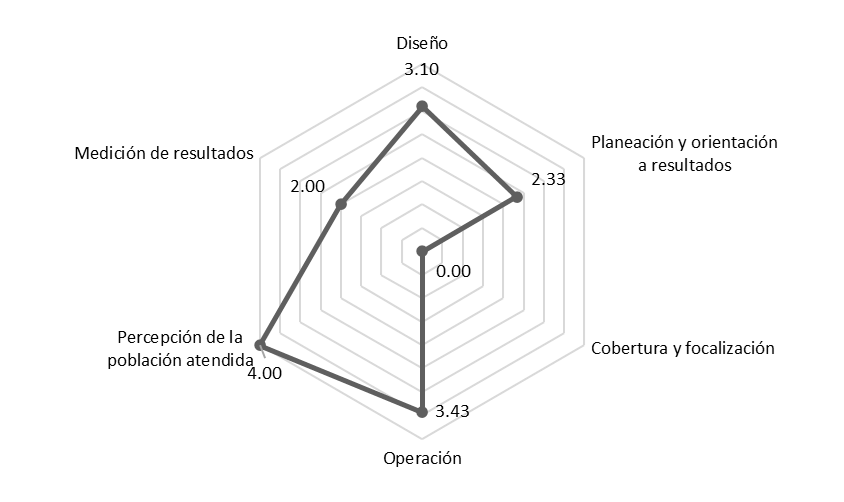 Diseño
3.10
Planeación y orientación
a resultados
2.33
Medición de resultados
2.00
0.00
Cobertura y focalización
Percepción de la
población atendida
4.00
3.43
Operación